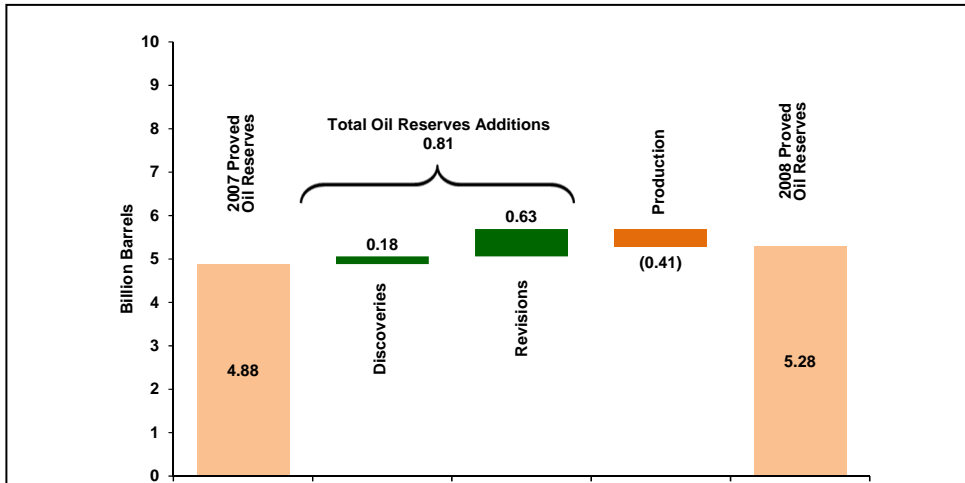 10
9
8
7
6
5
4
3
2
1
0
Billion Barrels
2007 Proved
Oil Reserves
4.88
Total Oil Reserves Additions
0.81
0.18
Discoveries
0.63
Revisions
Production
(0.41)
2008 Proved
Oil Reserves
5.28